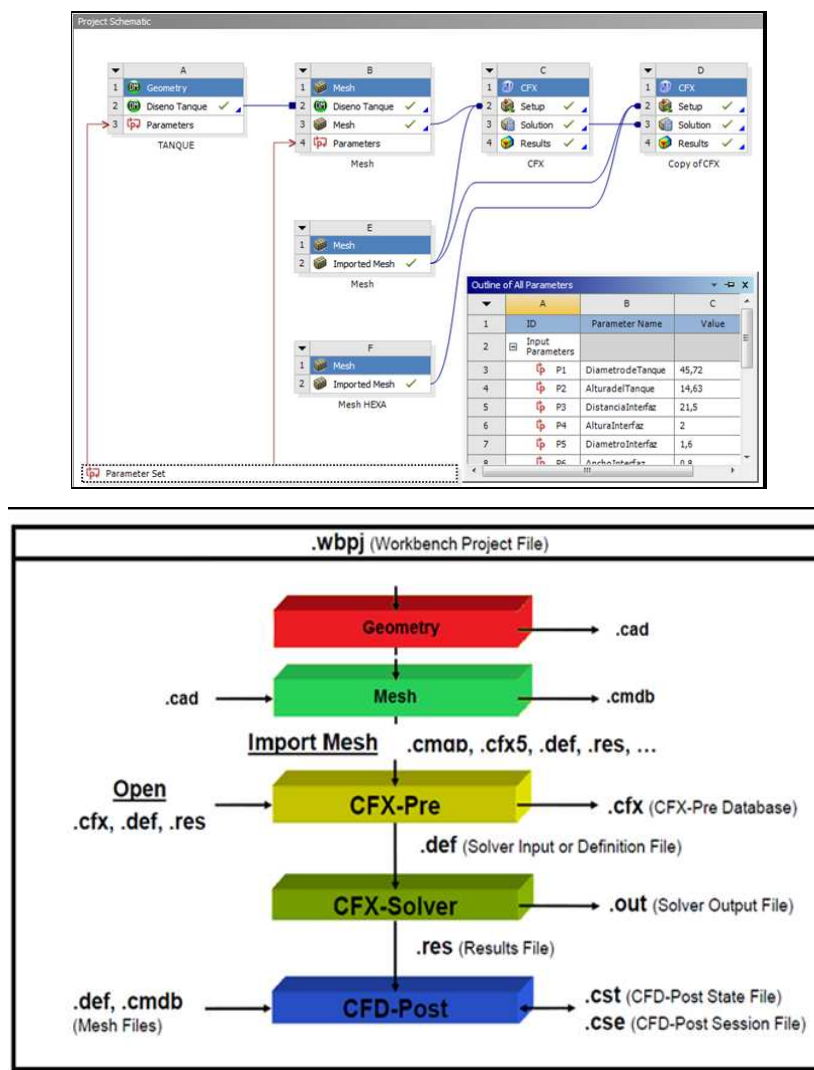 Project Schematic
A
1 Geometry
2 Diseno Tanque
3 Parameters
TANQUE
B
1 Mesh
2 Diseno Tanque
3 Mesh
4 Parameters
Mesh
C
1 CFX
2 Setup
3 Solution
4 Results
CFX
D
1 CFX
2 Setup
3 Solution
4 Results
Copy of CFX
E
1 Mesh
2 Imported Mesh
Mesh
F
1 Mesh
2 Imported Mesh
Mesh HEXA
Parameter Set
Outline of All Parameters
A B C
1 ID Parameter Name Value
2 Input Parameters
3 P1 DiametrodeTanque 45,72
4 P2 AlturadelTanque 14,63
5 P3 DistanciaInterfaz 21,5
6 P4 AlturaInterfaz 2
7 P5 DiametroInterfaz 1,6
8 P6 AnchoInterfaz 0,8
.wbpj (Workbench Project File)
Geometry
.cad
.cad
Mesh
.cmdb
Import Mesh .cmdb, .cfx5, .def, .res, ...
Open
.cfx, .def, .res
CFX-Pre
.cfx (CFX-Pre Database)
.def (Solver Input or Definition File)
CFX-Solver
.out (Solver Output File)
.res (Results File)
.def, .cmdb
(Mesh Files)
CFD-Post
.cst (CFD-Post State File)
.cse (CFD-Post Session File)